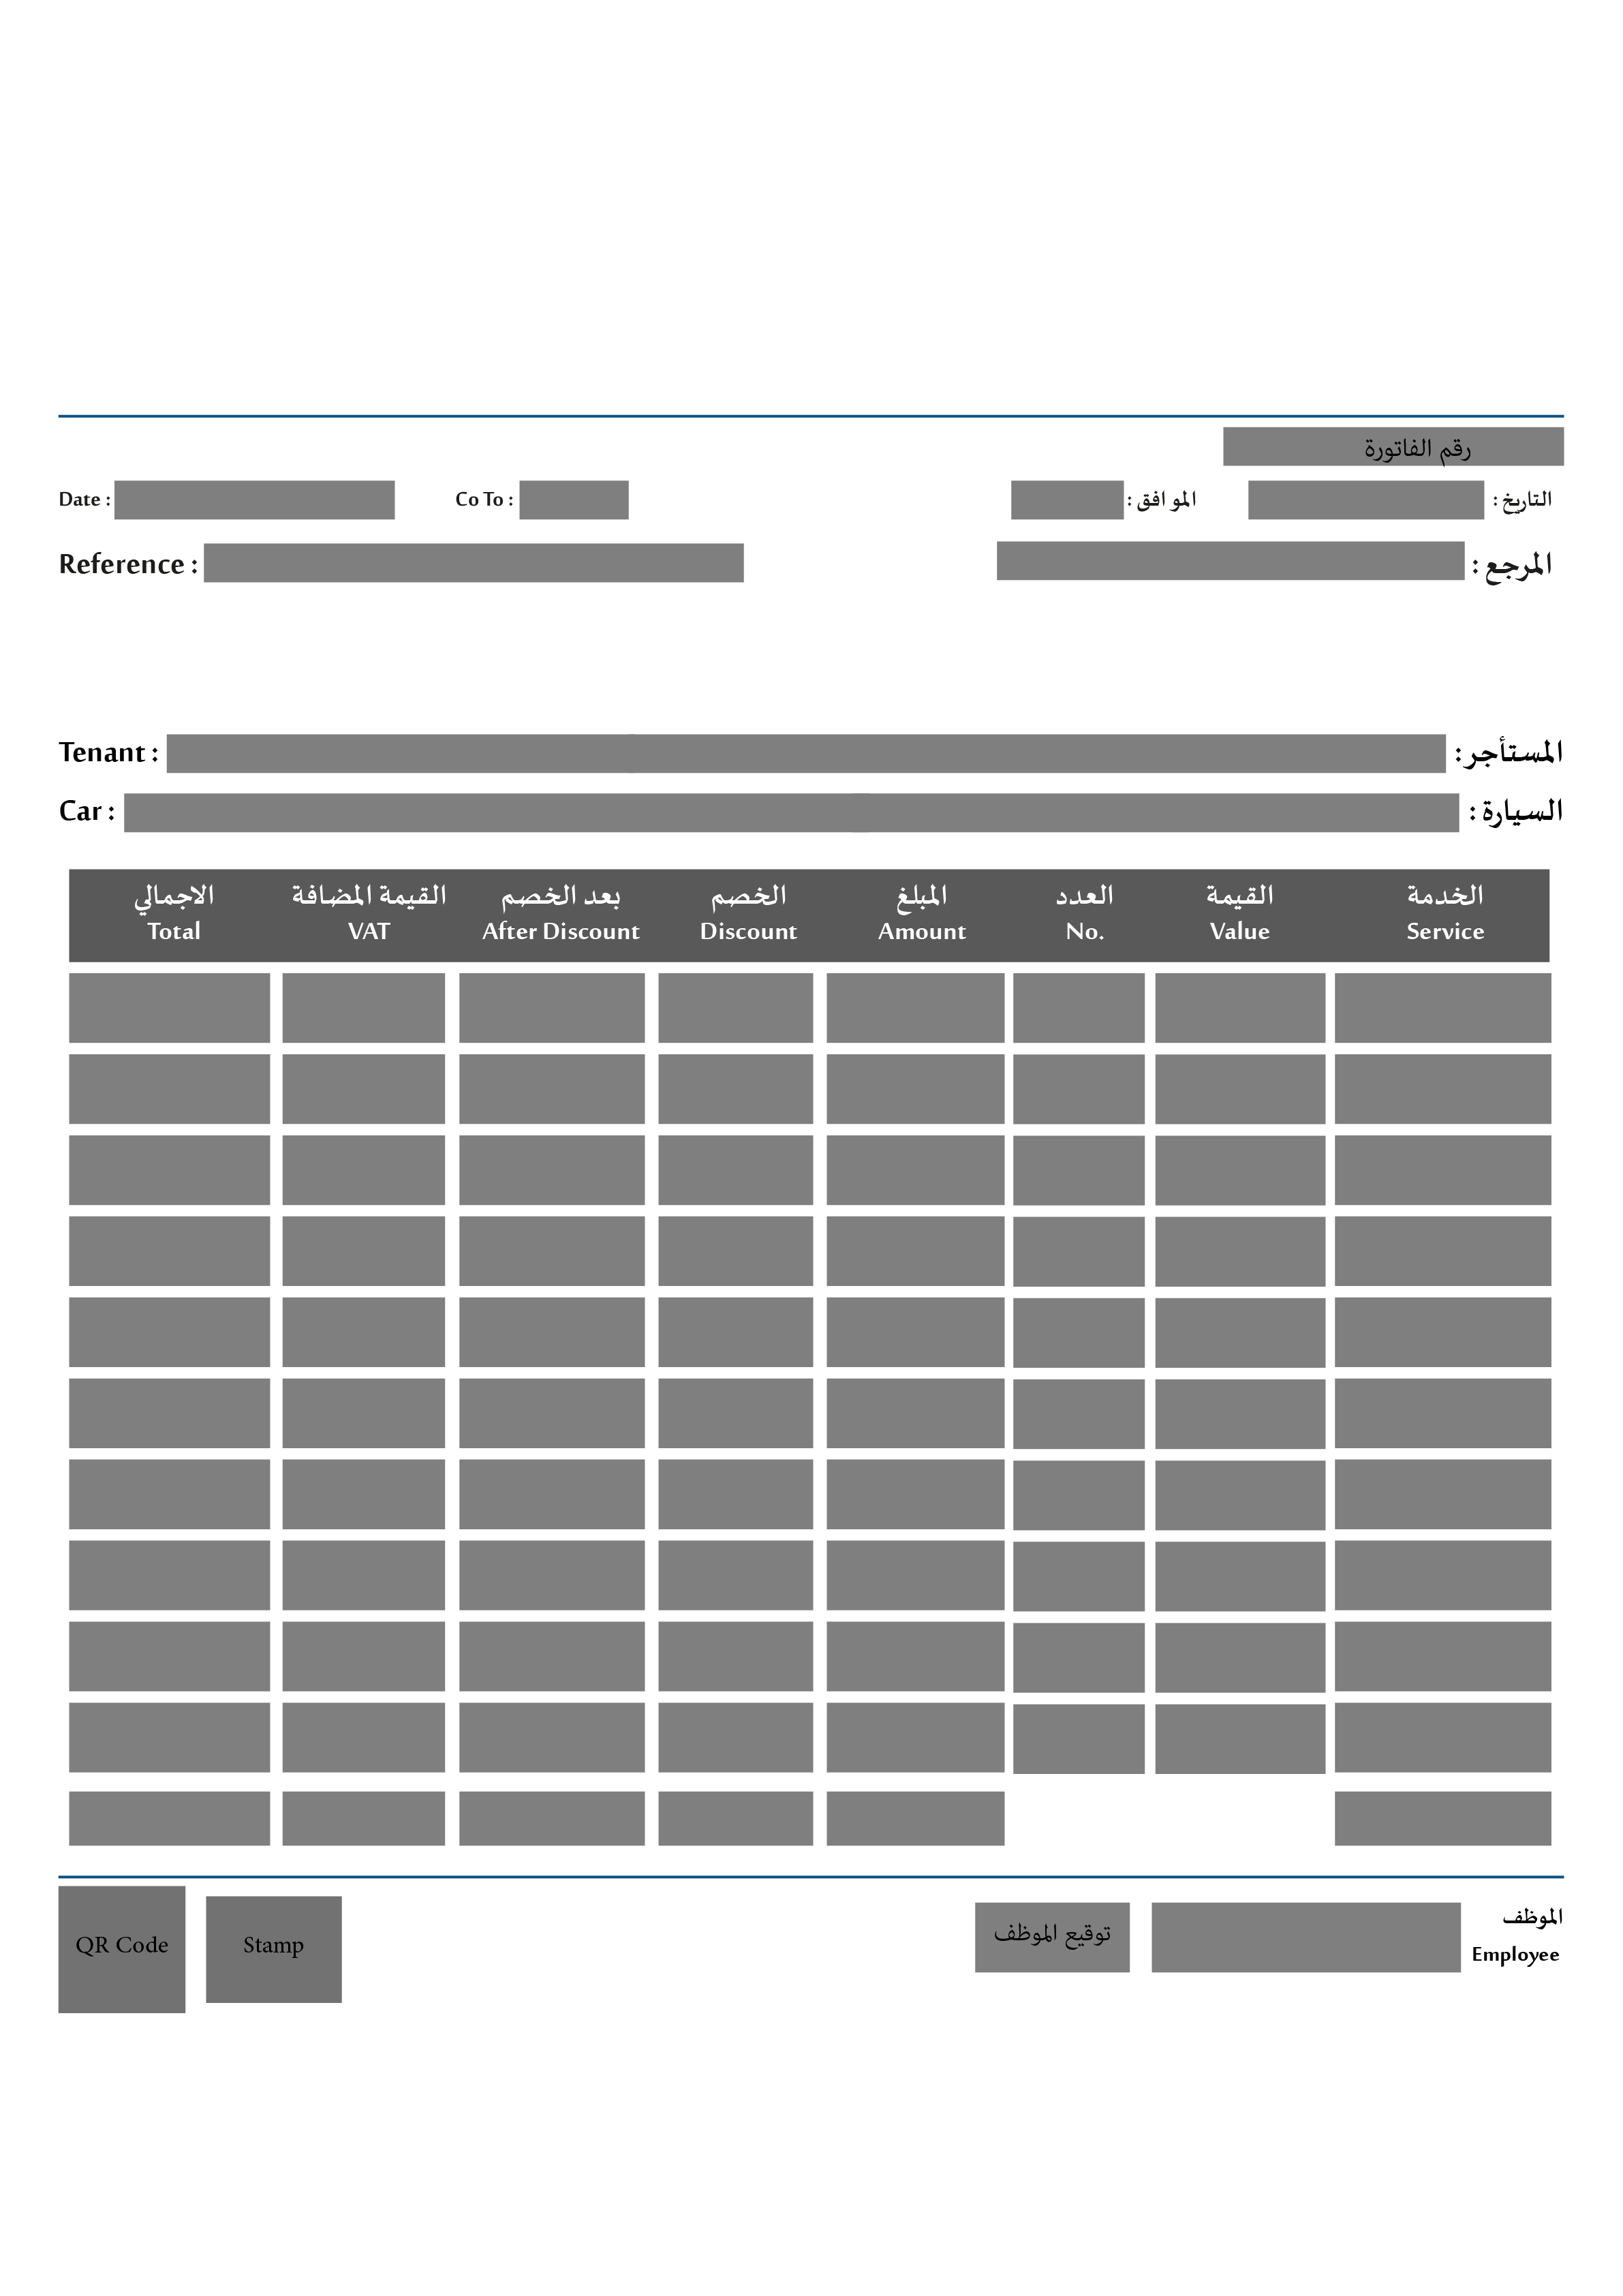 رقم الفاتورة
Date : Co To : الموافق : التاريخ :
Reference : المرجع :
Tenant : المستأجر :
Car : السيارة :
الاجمالي القيمة المضافة بعد الخصم الخصم المبلغ العدد القيمة الخدمة
Total VAT After Discount Discount Amount No. Value Service
الموظف
QR Code Stamp توقيع الموظف
Employee